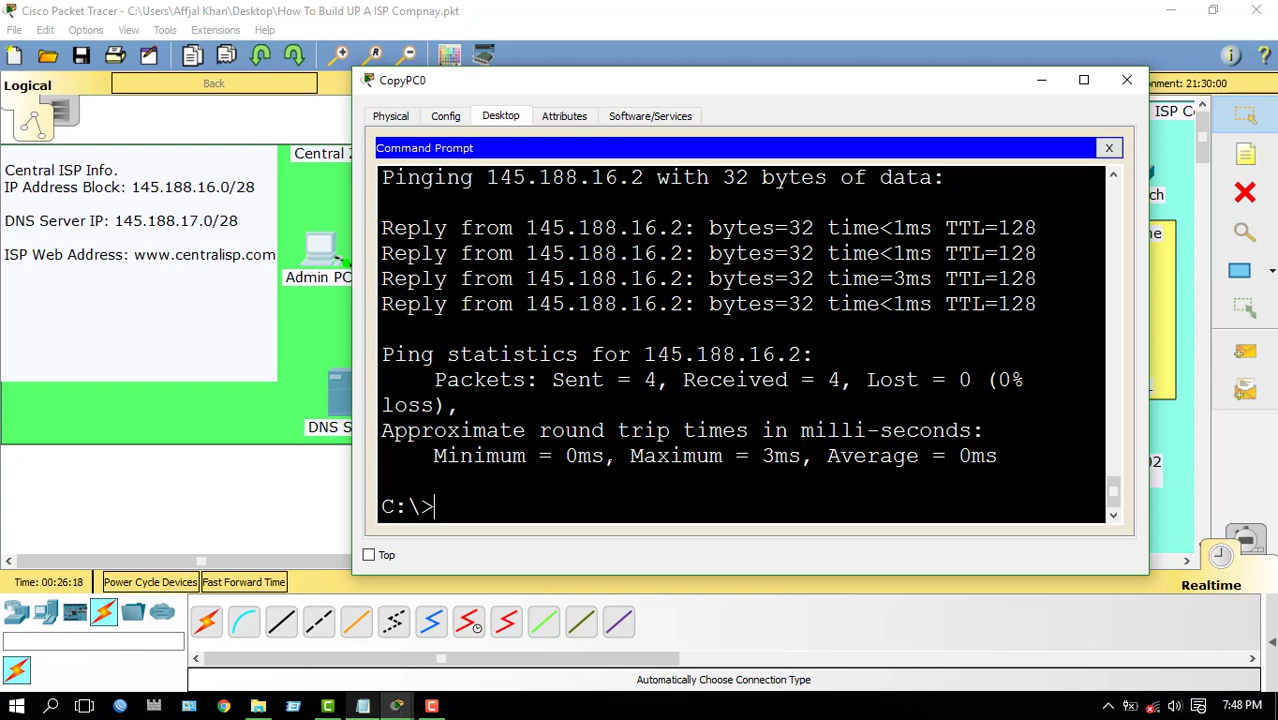 Cisco Packet Tracer - C:\Users\Affjal Khan\Desktop\How To Build UP A ISP Compnay.pkt
File Edit Options View Tools Extensions Help
Logical
Back
nment: 21:30:00
CopyPC0
Physical Config Desktop Attributes Software/Services
Command Prompt
X
Pinging 145.188.16.2 with 32 bytes of data:
Reply from 145.188.16.2: bytes=32 time<1ms TTL=128
Reply from 145.188.16.2: bytes=32 time<1ms TTL=128
Reply from 145.188.16.2: bytes=32 time=3ms TTL=128
Reply from 145.188.16.2: bytes=32 time<1ms TTL=128
Ping statistics for 145.188.16.2:
Packets: Sent = 4, Received = 4, Lost = 0 (0%
loss),
Approximate round trip times in milli-seconds:
Minimum = 0ms, Maximum = 3ms, Average = 0ms
C:\>
Top
Central Z
ISP Co
Central ISP Info.
IP Address Block: 145.188.16.0/28
DNS Server IP: 145.188.17.0/28
ISP Web Address: www.centralisp.com
Admin PC
DNS S
Time: 00:26:18
Power Cycle Devices Fast Forward Time
Realtime
Automatically Choose Connection Type
7:48 PM